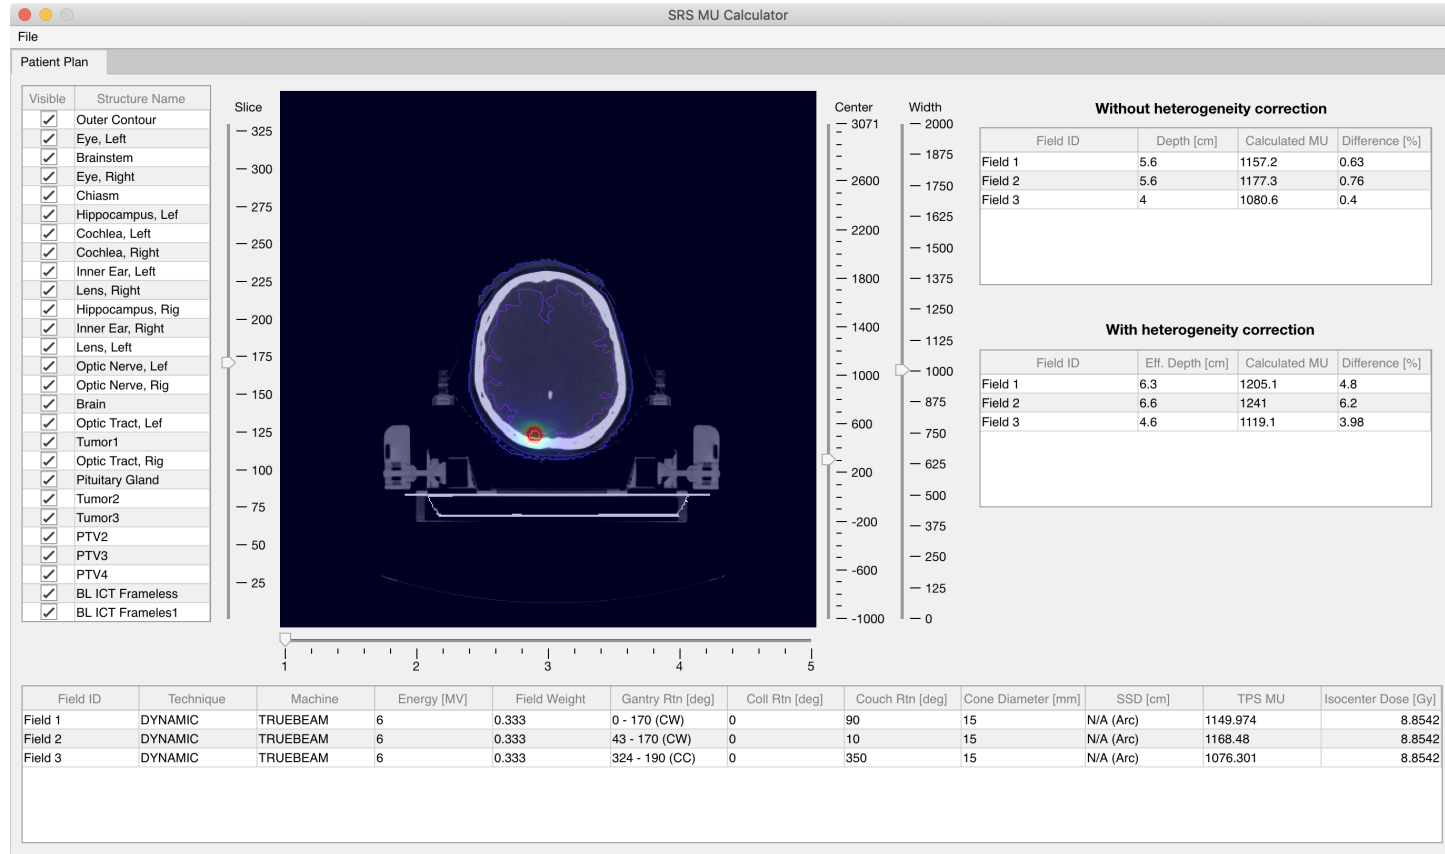 SRS MU Calculator
File
Patient Plan
Visible Structure Name
Outer Contour
Eye, Left
Brainstem
Eye, Right
Chiasm
Hippocampus, Lef
Cochlea, Left
Cochlea, Right
Inner Ear, Left
Lens, Right
Hippocampus, Rig
Inner Ear, Right
Lens, Left
Optic Nerve, Lef
Optic Nerve, Rig
Brain
Optic Tract, Lef
Tumor1
Optic Tract, Rig
Pituitary Gland
Tumor2
Tumor3
PTV2
PTV3
PTV4
BL ICT Frameless
BL ICT Frameles1
Slice
325
300
275
250
225
200
175
150
125
100
75
50
25
1 2 3 4 5
Center
3071
2600
2200
1800
1400
1000
600
200
-200
-600
-1000
Width
2000
1875
1750
1625
1500
1375
1250
1125
1000
875
750
625
500
375
250
125
0
Without heterogeneity correction
Field ID Depth [cm] Calculated MU Difference [%]
Field 1 5.6 1157.2 0.63
Field 2 5.6 1177.3 0.76
Field 3 4 1080.6 0.4
With heterogeneity correction
Field ID Eff. Depth [cm] Calculated MU Difference [%]
Field 1 6.3 1205.1 4.8
Field 2 6.6 1241 6.2
Field 3 4.6 1119.1 3.98
Field ID Technique Machine Energy [MV] Field Weight Gantry Rtn [deg] Coll Rtn [deg] Couch Rtn [deg] Cone Diameter [mm] SSD [cm] TPS MU Isocenter Dose [Gy]
Field 1 DYNAMIC TRUEBEAM 6 0.333 0 - 170 (CW) 0 90 15 N/A (Arc) 1149.974 8.8542
Field 2 DYNAMIC TRUEBEAM 6 0.333 43 - 170 (CW) 0 10 15 N/A (Arc) 1168.48 8.8542
Field 3 DYNAMIC TRUEBEAM 6 0.333 324 - 190 (CC) 0 350 15 N/A (Arc) 1076.301 8.8542